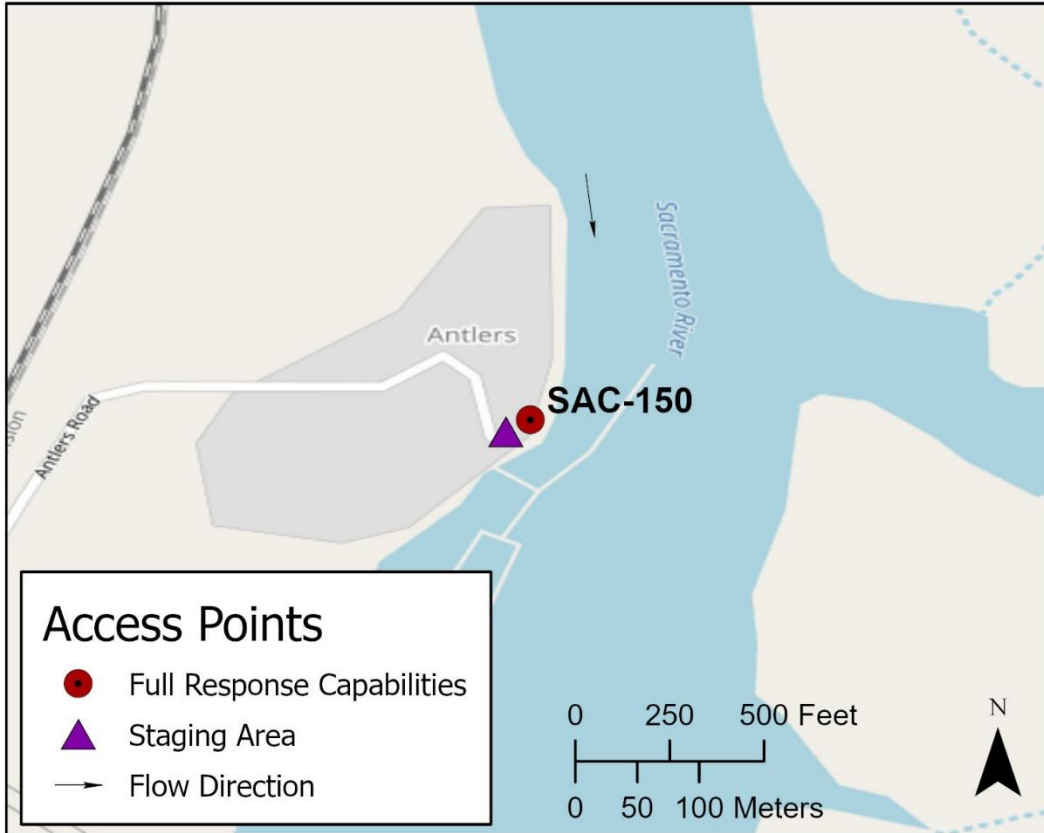 Sacramento River
Antlers
SAC-150
Antlers Road
Access Points
Full Response Capabilities
Staging Area
Flow Direction
0 250 500 Feet
0 50 100 Meters
N